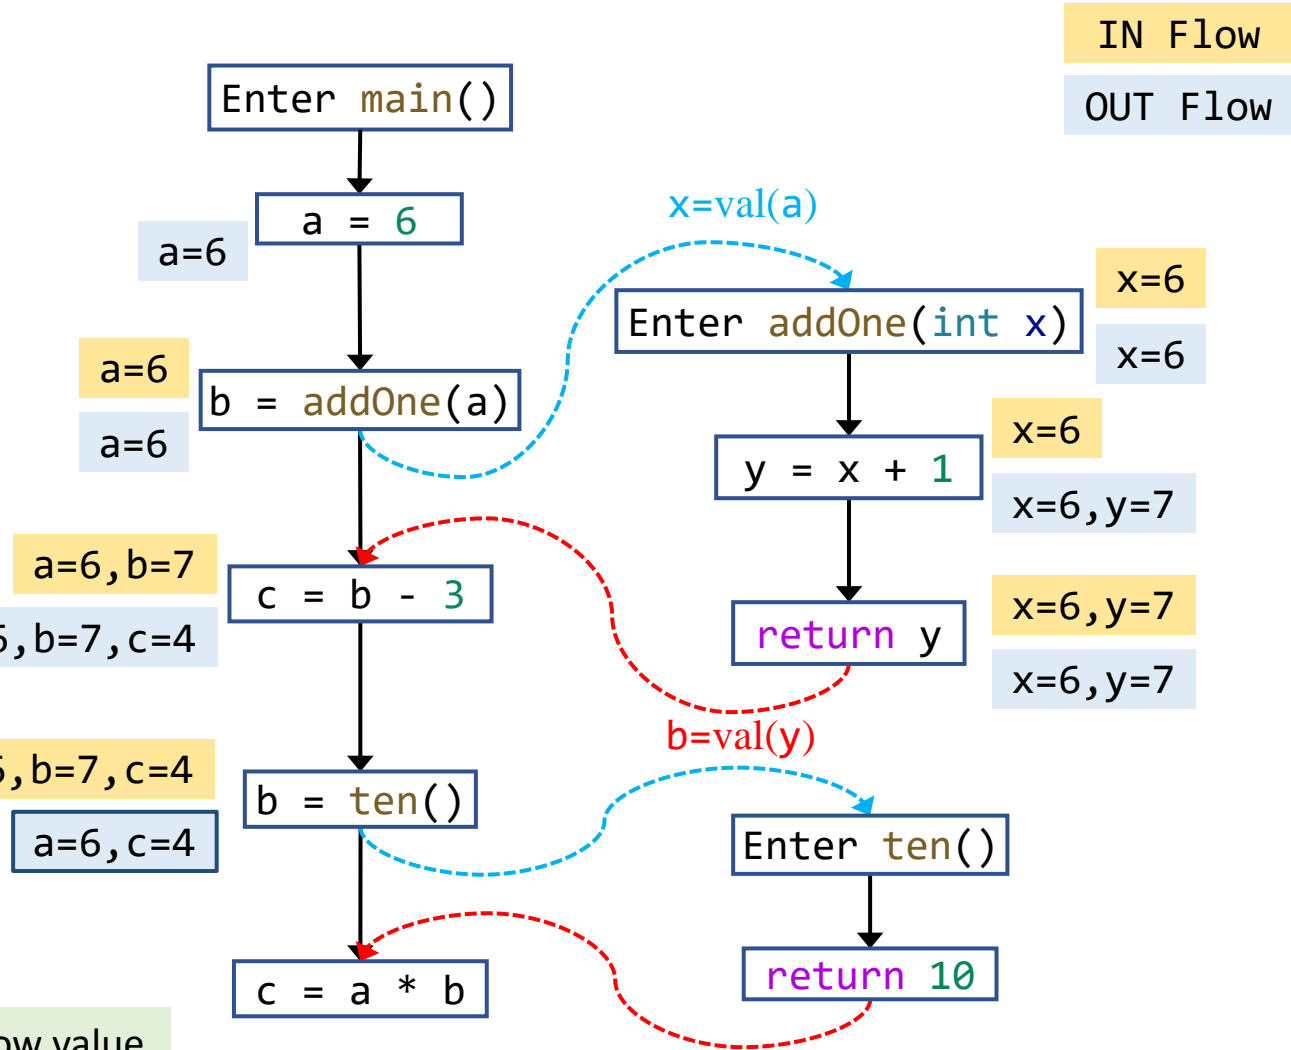 IN Flow
OUT Flow
Enter main()
a = 6
a=6
x=val(a)
a=6
b = addOne(a)
a=6
Enter addOne(int x)
x=6
x=6
y = x + 1
x=6
x=6,y=7
return y
x=6,y=7
x=6,y=7
b=val(y)
a=6,b=7
c = b - 3
,b=7,c=4
,b=7,c=4
b = ten()
a=6,c=4
Enter ten()
return 10
c = a * b
value